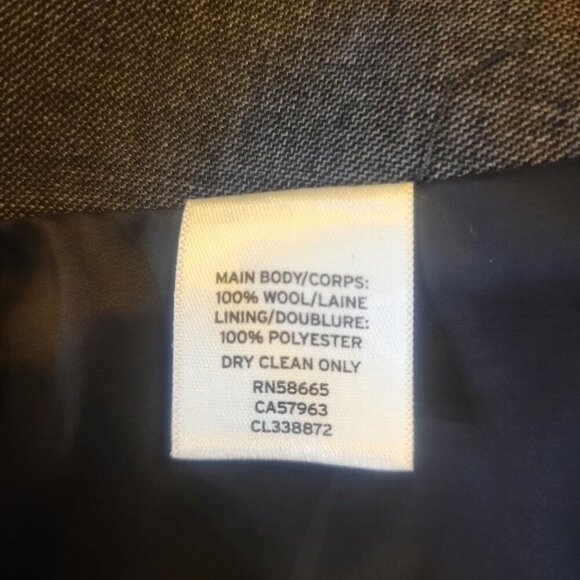 MAIN BODY/CORPS:
100% WOOL/LAINE
LINING/DOUBLURE:
100% POLYESTER
DRY CLEAN ONLY
RN58665
CA57963
CL338872